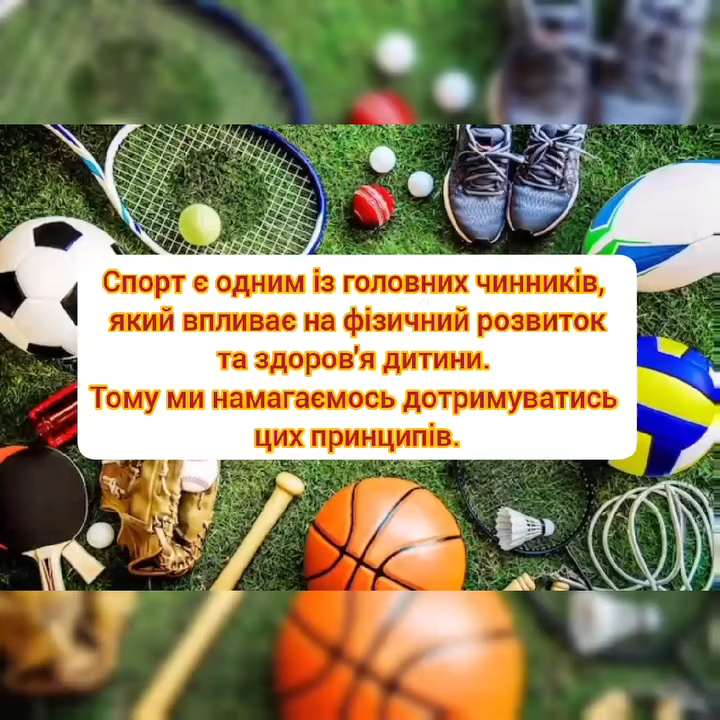 Спорт є одним із головних чинників,
який впливає на фізичний розвиток
та здоров'я дитини.
Тому ми намагаємось дотримуватись
цих принципів.